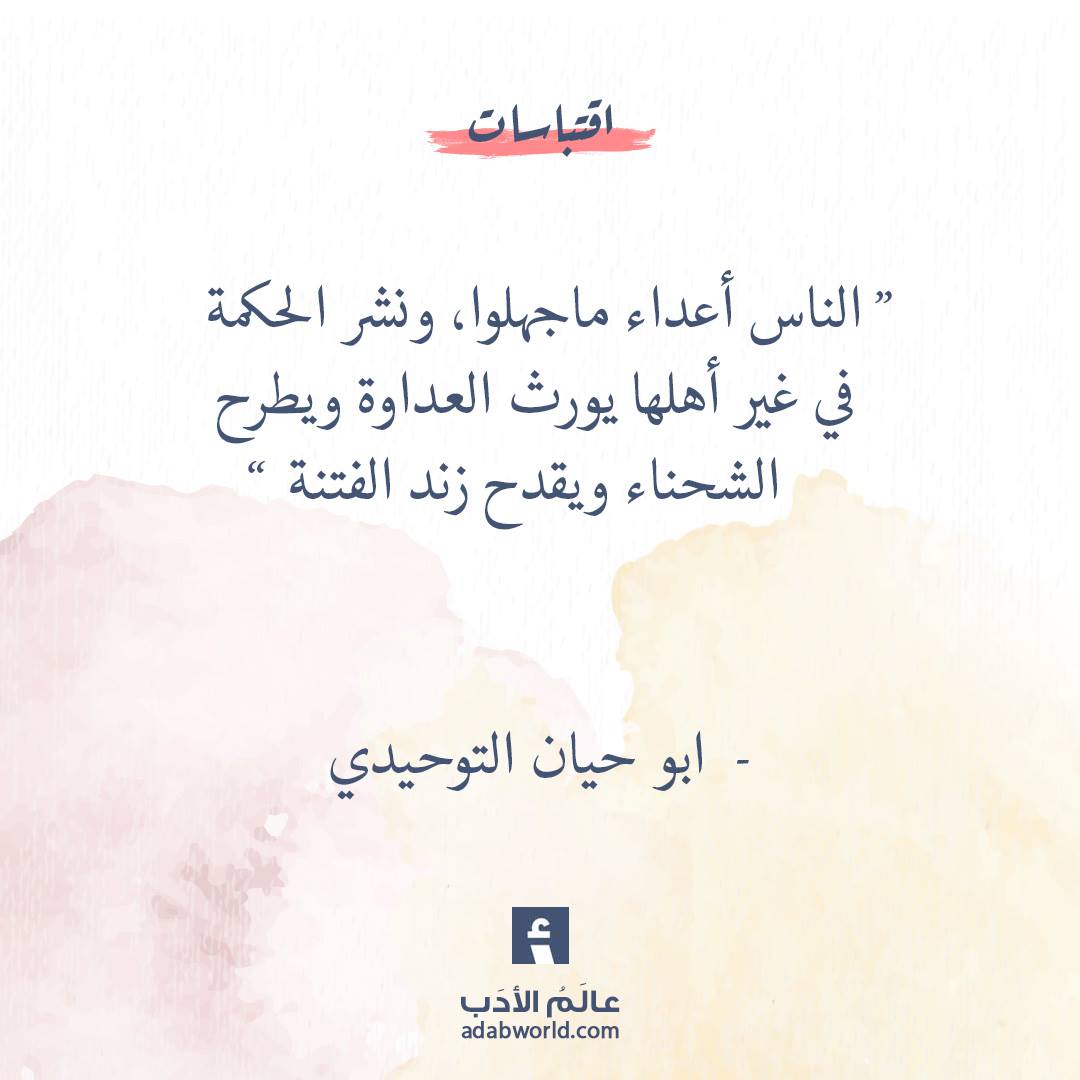 اقتباسات
” الناس أعداء ماجهلوا، ونشر الحكمة
في غير أهلها يورث العداوة ويطرح
الشحناء ويقدح زند الفتنة “
- ابو حيان التوحيدي
أ
عالَمُ الأدَب
adabworld.com